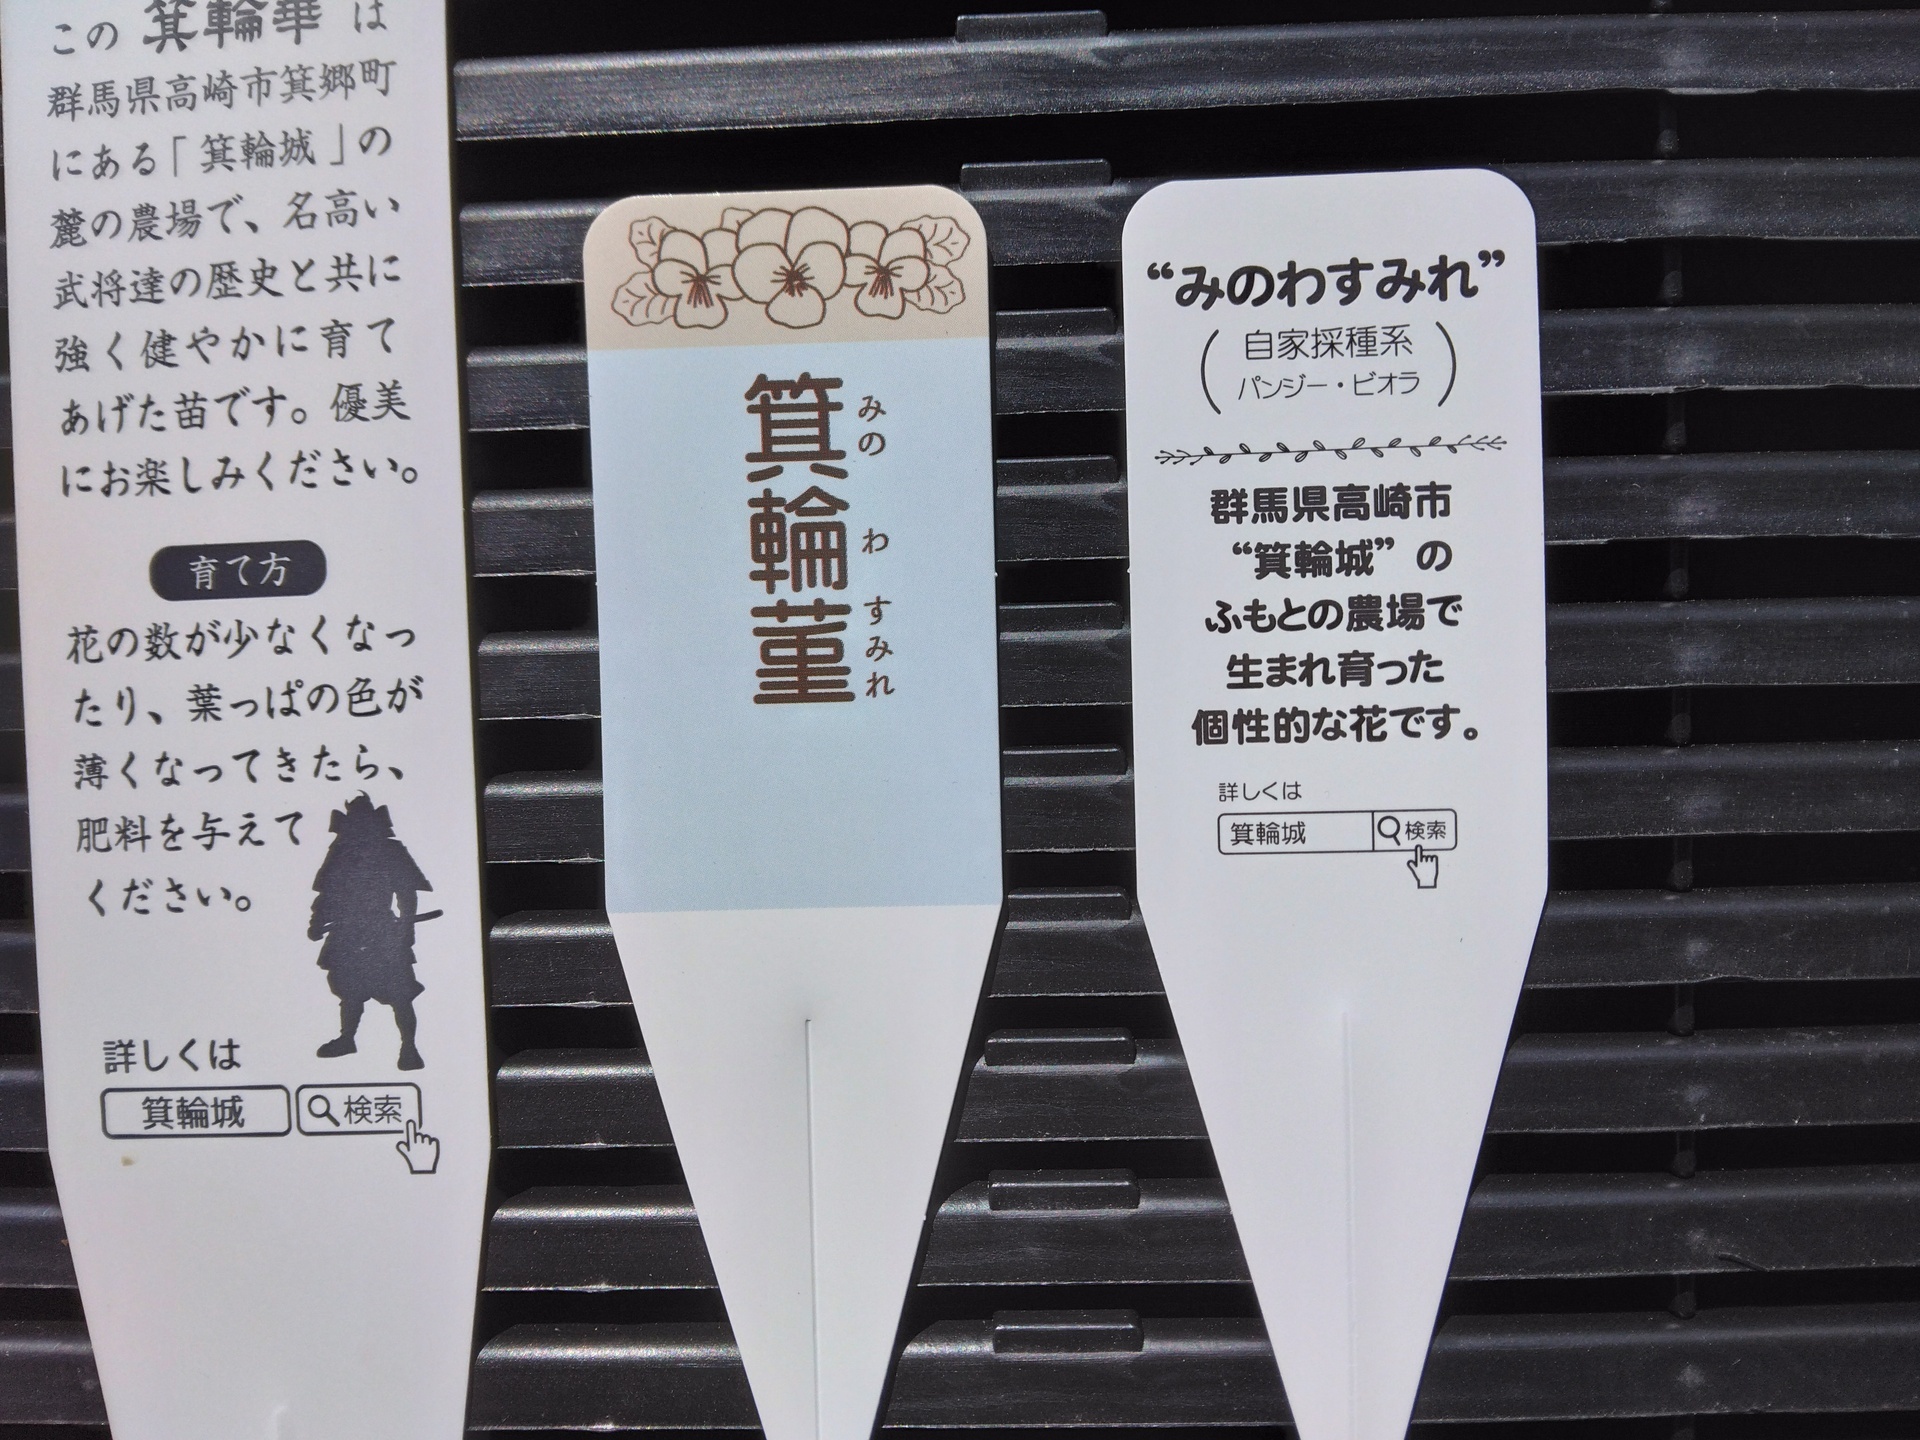 この 箕輪華 は
群馬県高崎市箕郷町
にある「箕輪城」の
麓の農場で、名高い
武将達の歴史と共に
強く健やかに育て
あげた苗です。優美
にお楽しみください。
育て方
花の数が少なくなっ
たり、葉っぱの色が
薄くなってきたら、
肥料を与えて
ください。
詳しくは
箕輪城 検索
箕輪菫
みのわすみれ
“みのわすみれ”
(自家採種系
パンジー・ビオラ)
群馬県高崎市
“箕輪城”の
ふもとの農場で
生まれ育った
個性的な花です。
詳しくは
箕輪城 検索